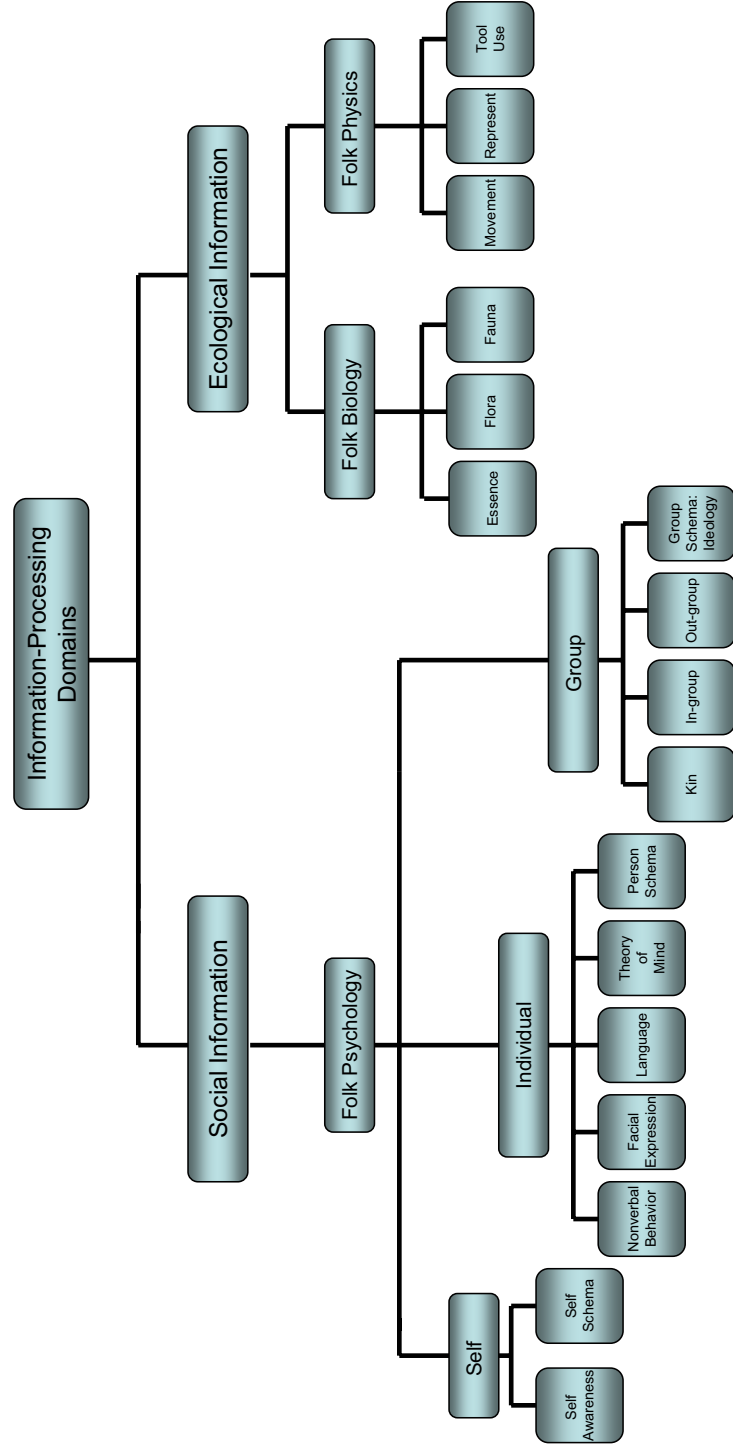 Information-Processing
Domains
Social Information
Ecological Information
Folk Psychology
Folk Biology
Folk Physics
Self
Individual
Group
Self
Awareness
Self
Schema
Nonverbal
Behavior
Facial
Expression
Language
Theory
of
Mind
Person
Schema
Kin
In-group
Out-group
Group
Schema:
Ideology
Essence
Flora
Fauna
Movement
Represent
Tool
Use